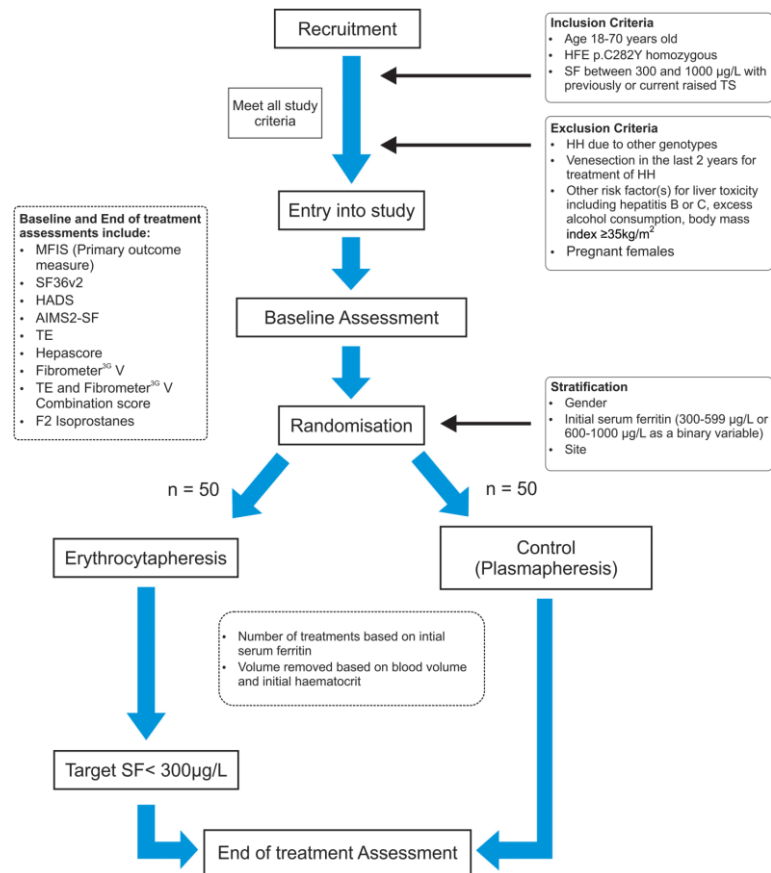 Recruitment
Inclusion Criteria
• Age 18-70 years old
• HFE p.C282Y homozygous
• SF between 300 and 1000 µg/L with
previously or current raised TS
Meet all study
criteria
Exclusion Criteria
• HH due to other genotypes
• Venesection in the last 2 years for
treatment of HH
• Other risk factor(s) for liver toxicity
including hepatitis B or C, excess
alcohol consumption, body mass
index ≥35kg/m²
• Pregnant females
Entry into study
Baseline and End of treatment
assessments include:
• MFIS (Primary outcome
measure)
• SF36v2
• HADS
• AIMS2-SF
• TE
• Hepascore
• Fibrometer³ᴳ V
• TE and Fibrometer³ᴳ V
Combination score
• F2 Isoprostanes
Baseline Assessment
Stratification
• Gender
• Initial serum ferritin (300-599 µg/L or
600-1000 µg/L as a binary variable)
• Site
Randomisation
n = 50
n = 50
Erythrocytapheresis
Control
(Plasmapheresis)
• Number of treatments based on intial
serum ferritin
• Volume removed based on blood volume
and initial haematocrit
Target SF< 300µg/L
End of treatment Assessment